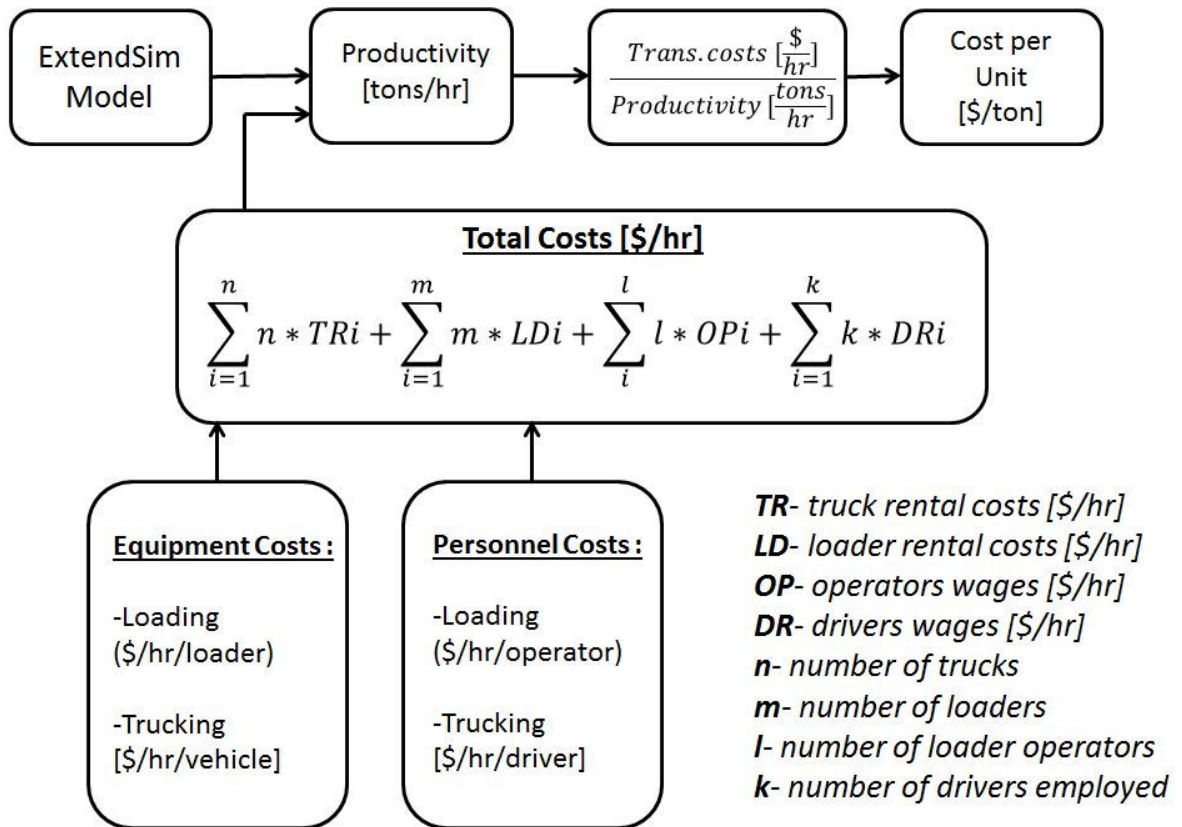 ExtendSim
Model
Productivity
[tons/hr]
Trans.costs [$/hr]
Productivity [tons/hr]
Cost per
Unit
[$/ton]
Total Costs [$/hr]
∑_{i=1}^{n} n * TRi + ∑_{i=1}^{m} m * LDi + ∑_{i}^{l} l * OPi + ∑_{i=1}^{k} k * DRi
Equipment Costs :
-Loading
($/hr/loader)
-Trucking
[$/hr/vehicle]
Personnel Costs :
-Loading
($/hr/operator)
-Trucking
[$/hr/driver]
TR- truck rental costs [$/hr]
LD- loader rental costs [$/hr]
OP- operators wages [$/hr]
DR- drivers wages [$/hr]
n- number of trucks
m- number of loaders
l- number of loader operators
k- number of drivers employed